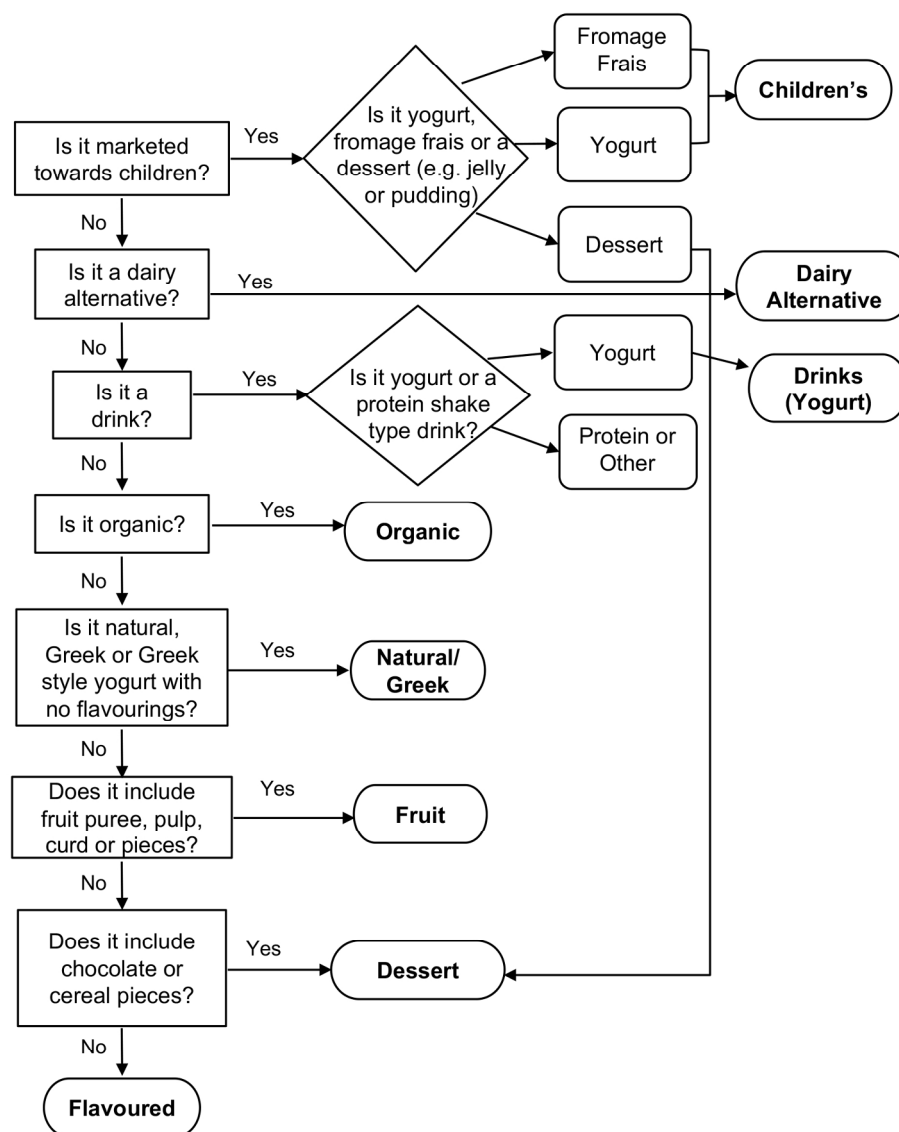 Is it marketed
towards children?
Yes
Is it yogurt,
fromage frais or a
dessert (e.g. jelly
or pudding)
Fromage
Frais
Yogurt
Dessert
Children’s
No
Is it a dairy
alternative?
Yes
Dairy
Alternative
No
Is it a
drink?
Yes
Is it yogurt or a
protein shake
type drink?
Yogurt
Protein or
Other
Drinks
(Yogurt)
No
Is it organic?
Yes
Organic
No
Is it natural,
Greek or Greek
style yogurt with
no flavourings?
Yes
Natural/
Greek
No
Does it include
fruit puree, pulp,
curd or pieces?
Yes
Fruit
No
Does it include
chocolate or
cereal pieces?
Yes
Dessert
No
Flavoured